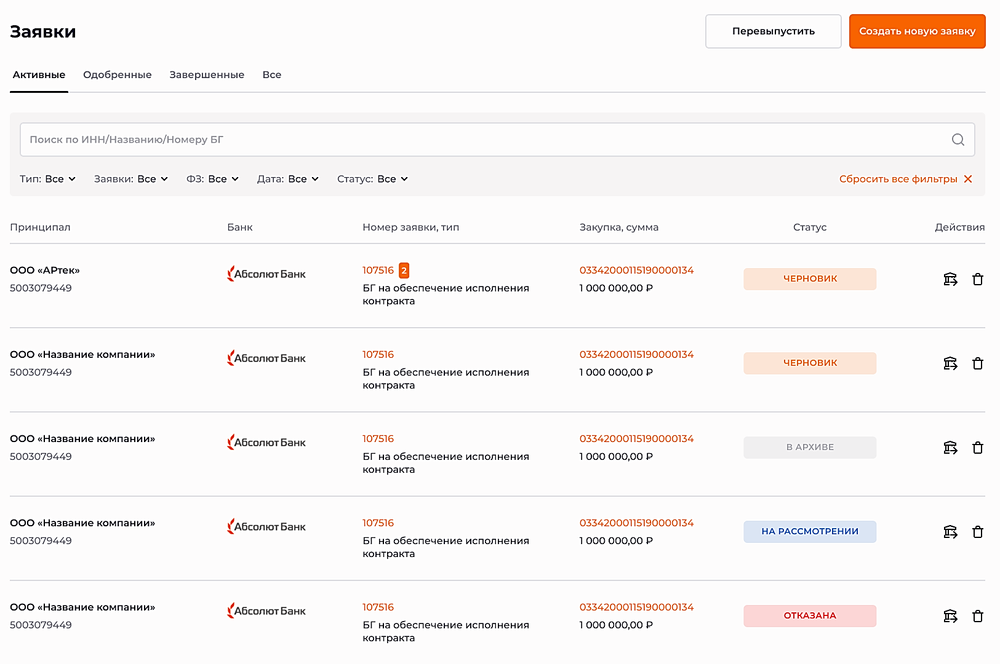 Заявки
Перевыпустить
Создать новую заявку
Активные
Одобренные
Завершенные
Все
Поиск по ИНН/Названию/Номеру БГ
Тип: Все
Заявки: Все
ФЗ: Все
Дата: Все
Статус: Все
Сбросить все фильтры
Принципал
Банк
Номер заявки, тип
Закупка, сумма
Статус
Действия
ООО «АРтек»
5003079449
Абсолют Банк
107516 2
БГ на обеспечение исполнения
контракта
03342000115190000134
1 000 000,00 ₽
ЧЕРНОВИК
ООО «Название компании»
5003079449
Абсолют Банк
107516
БГ на обеспечение исполнения
контракта
03342000115190000134
1 000 000,00 ₽
ЧЕРНОВИК
ООО «Название компании»
5003079449
Абсолют Банк
107516
БГ на обеспечение исполнения
контракта
03342000115190000134
1 000 000,00 ₽
В АРХИВЕ
ООО «Название компании»
5003079449
Абсолют Банк
107516
БГ на обеспечение исполнения
контракта
03342000115190000134
1 000 000,00 ₽
НА РАССМОТРЕНИИ
ООО «Название компании»
5003079449
Абсолют Банк
107516
БГ на обеспечение исполнения
контракта
03342000115190000134
1 000 000,00 ₽
ОТКАЗАНА